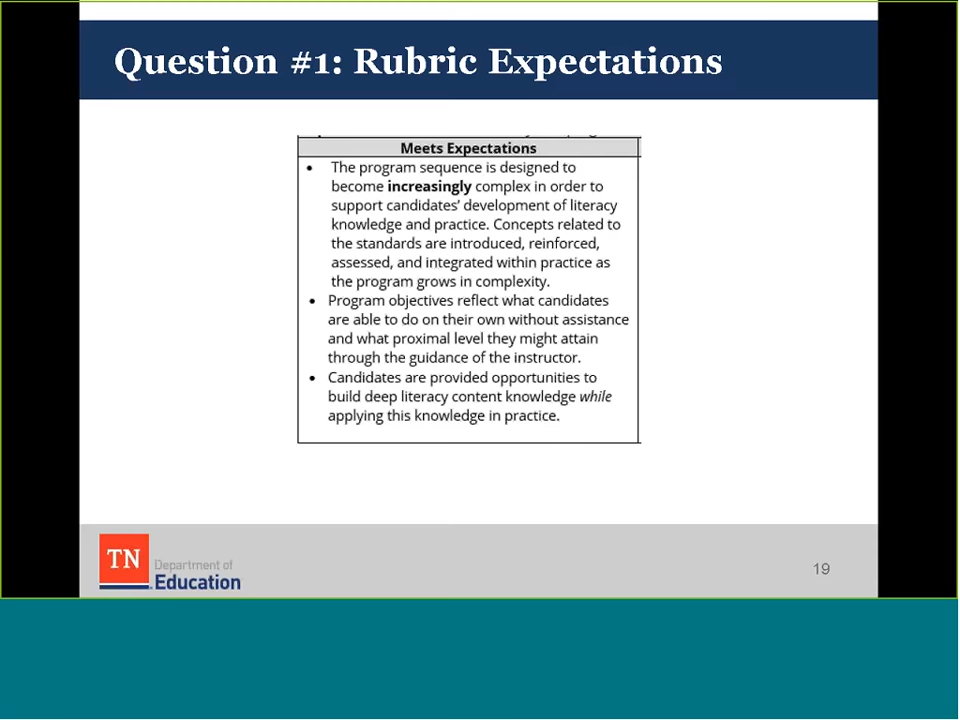 Question #1: Rubric Expectations
Meets Expectations
• The program sequence is designed to
become increasingly complex in order to
support candidates' development of literacy
knowledge and practice. Concepts related to
the standards are introduced, reinforced,
assessed, and integrated within practice as
the program grows in complexity.
• Program objectives reflect what candidates
are able to do on their own without assistance
and what proximal level they might attain
through the guidance of the instructor.
• Candidates are provided opportunities to
build deep literacy content knowledge while
applying this knowledge in practice.
TN
Department of
Education
19